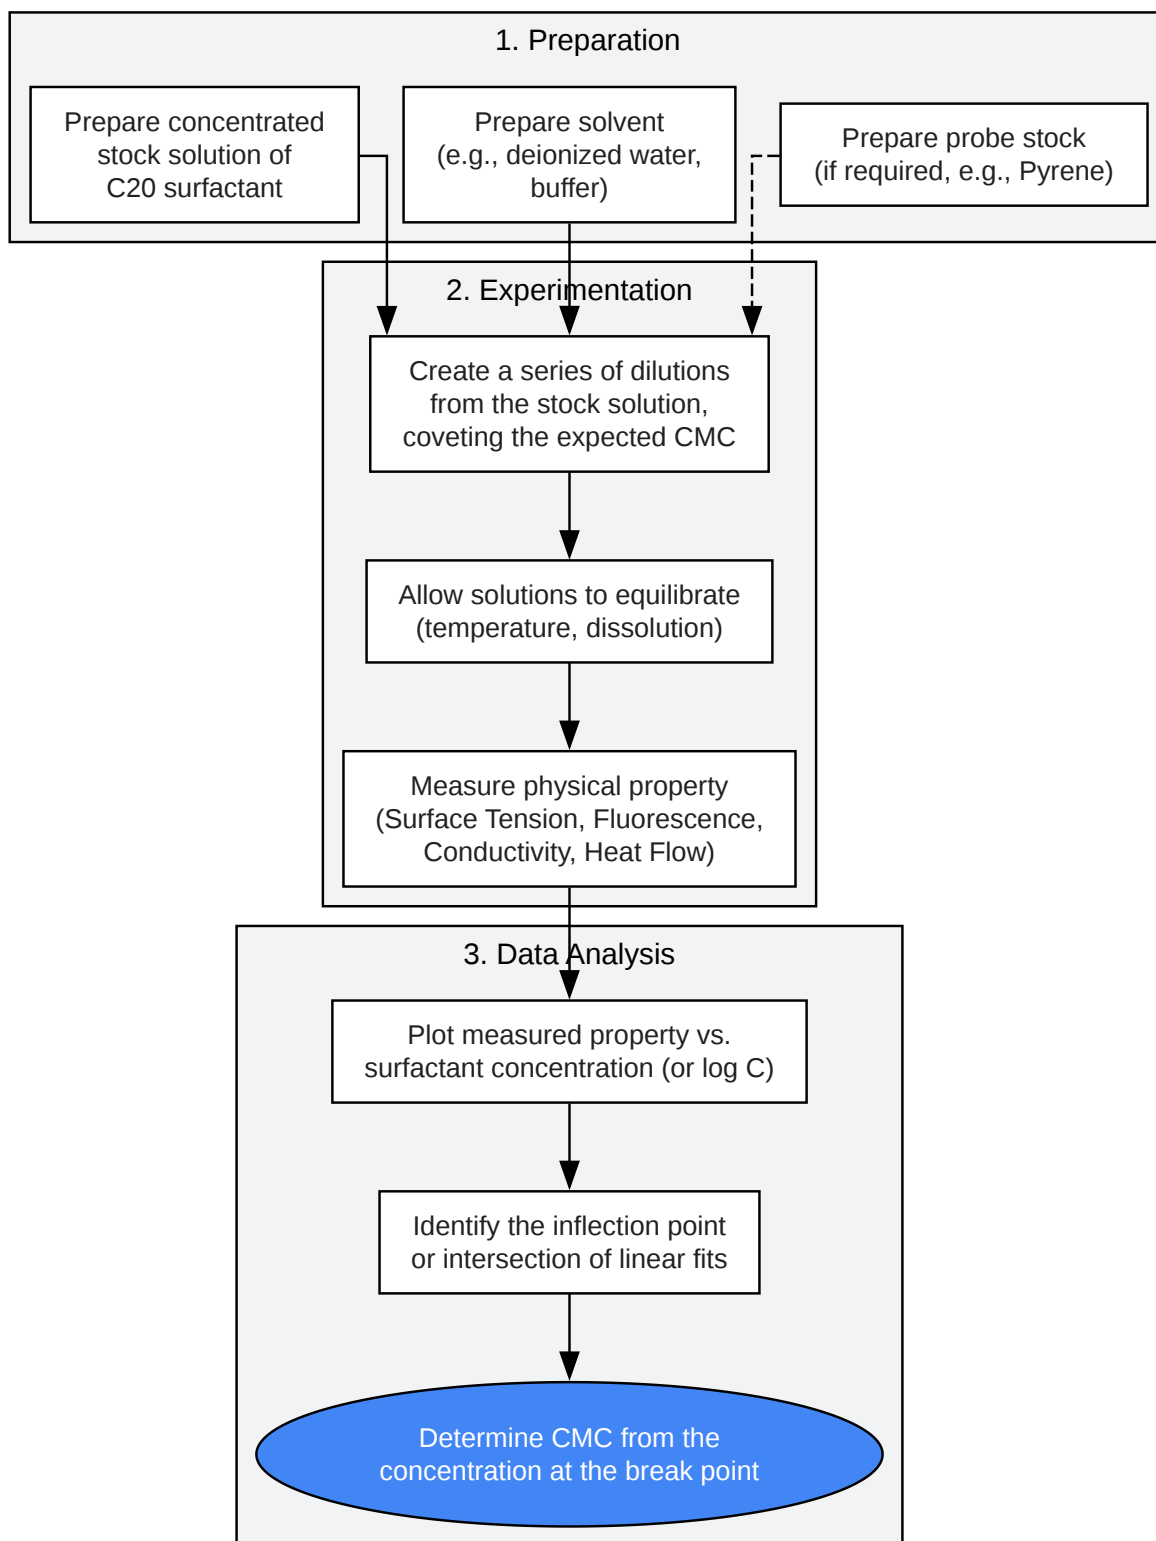 1. Preparation
Prepare concentrated
stock solution of
C20 surfactant
Prepare solvent
(e.g., deionized water,
buffer)
Prepare probe stock
(if required, e.g., Pyrene)
2. Experimentation
Create a series of dilutions
from the stock solution,
coveting the expected CMC
Allow solutions to equilibrate
(temperature, dissolution)
Measure physical property
(Surface Tension, Fluorescence,
Conductivity, Heat Flow)
3. Data Analysis
Plot measured property vs.
surfactant concentration (or log C)
Identify the inflection point
or intersection of linear fits
Determine CMC from the
concentration at the break point